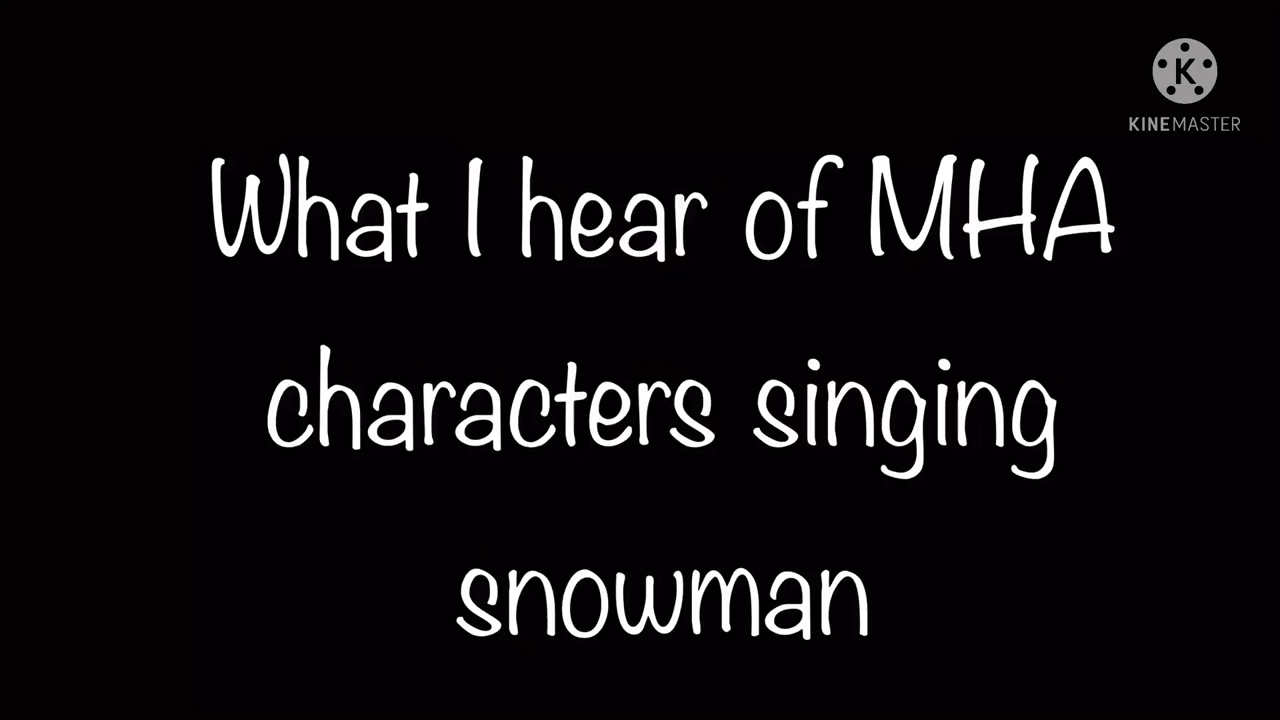 K
KINEMASTER
What I hear of MHA
characters singing
snowman